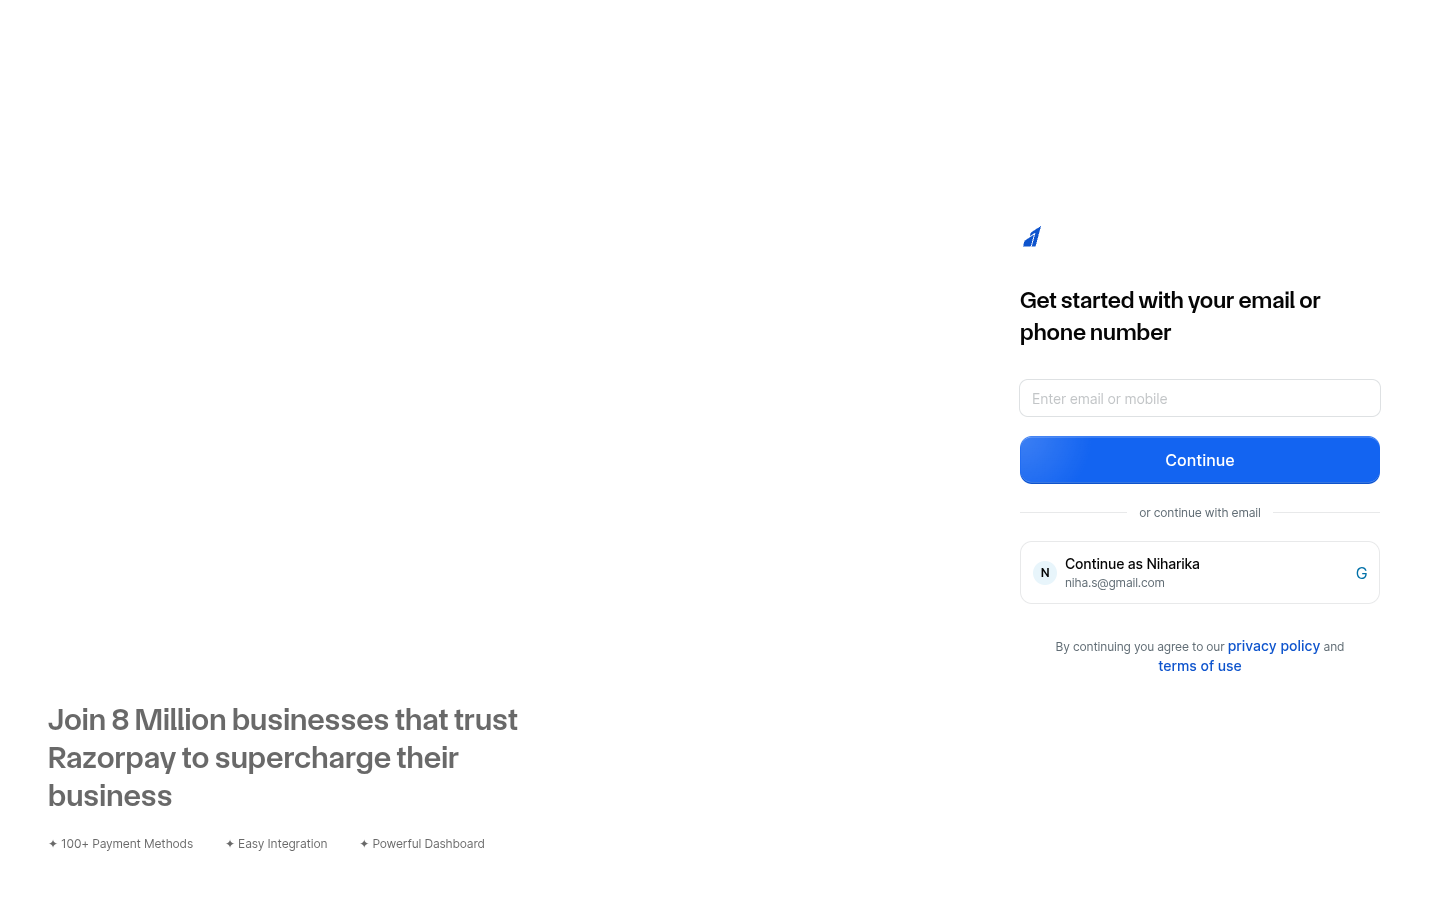 Get started with your email or
phone number
Enter email or mobile
Continue
or continue with email
N
Continue as Niharika
niha.s@gmail.com
G
By continuing you agree to our privacy policy and
terms of use
Join 8 Million businesses that trust
Razorpay to supercharge their
business
✦ 100+ Payment Methods ✦ Easy Integration ✦ Powerful Dashboard